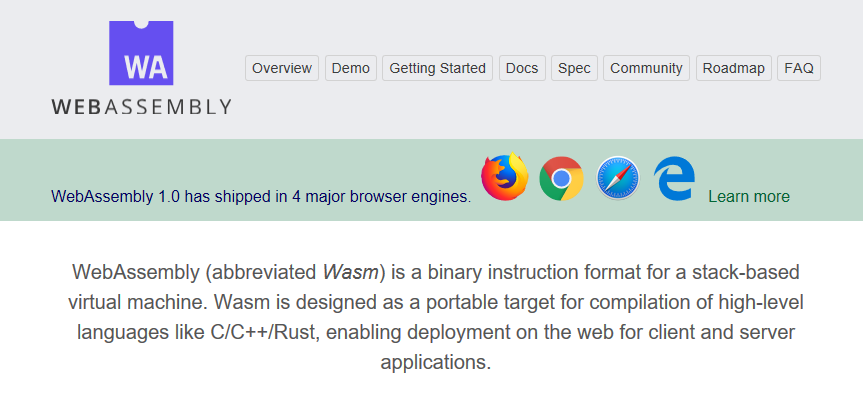 WA
WEBASSEMBLY
Overview Demo Getting Started Docs Spec Community Roadmap FAQ
WebAssembly 1.0 has shipped in 4 major browser engines. Learn more
WebAssembly (abbreviated Wasm) is a binary instruction format for a stack-based
virtual machine. Wasm is designed as a portable target for compilation of high-level
languages like C/C++/Rust, enabling deployment on the web for client and server
applications.